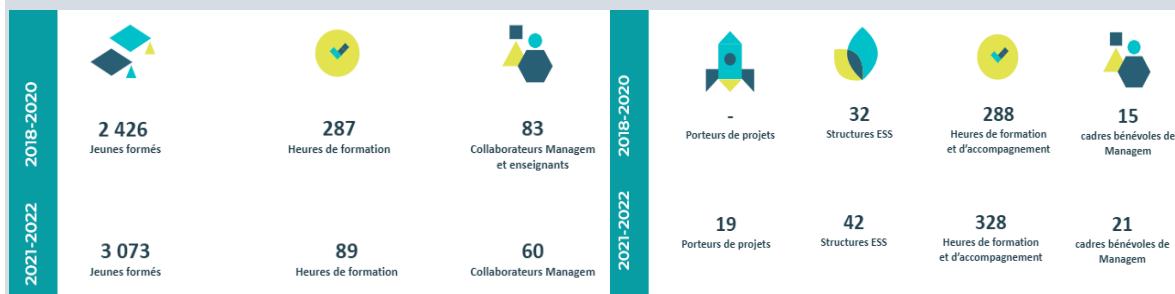 2018-2020
2 426
Jeunes formés
287
Heures de formation
83
Collaborateurs Managem
et enseignants
2021-2022
3 073
Jeunes formés
89
Heures de formation
60
Collaborateurs Managem
2018-2020
-
Porteurs de projets
32
Structures ESS
288
Heures de formation
et d'accompagnement
15
cadres bénévoles de
Managem
2021-2022
19
Porteurs de projets
42
Structures ESS
328
Heures de formation
et d'accompagnement
21
cadres bénévoles de
Managem